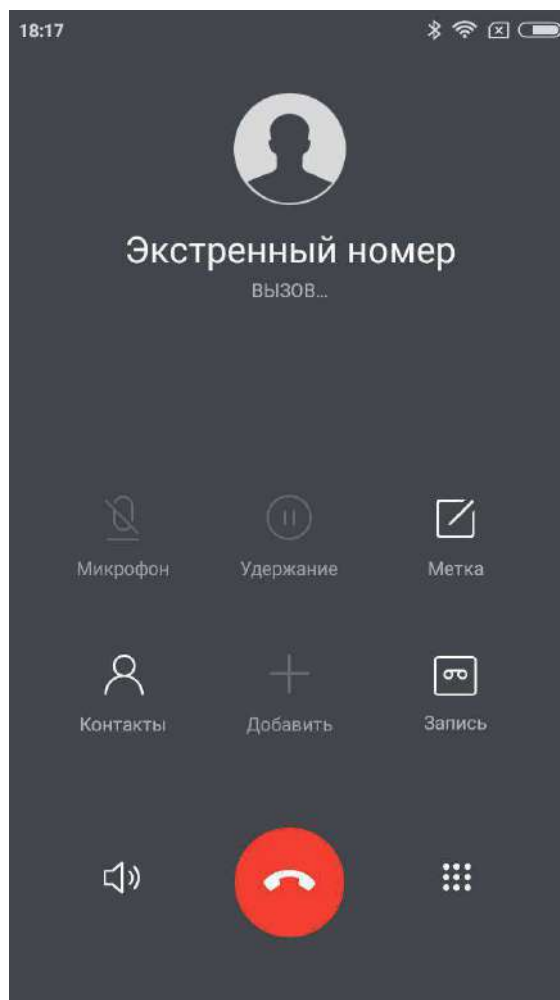 18:17
Экстренный номер
ВЫЗОВ...
Микрофон
Удержание
Метка
Контакты
Добавить
Запись